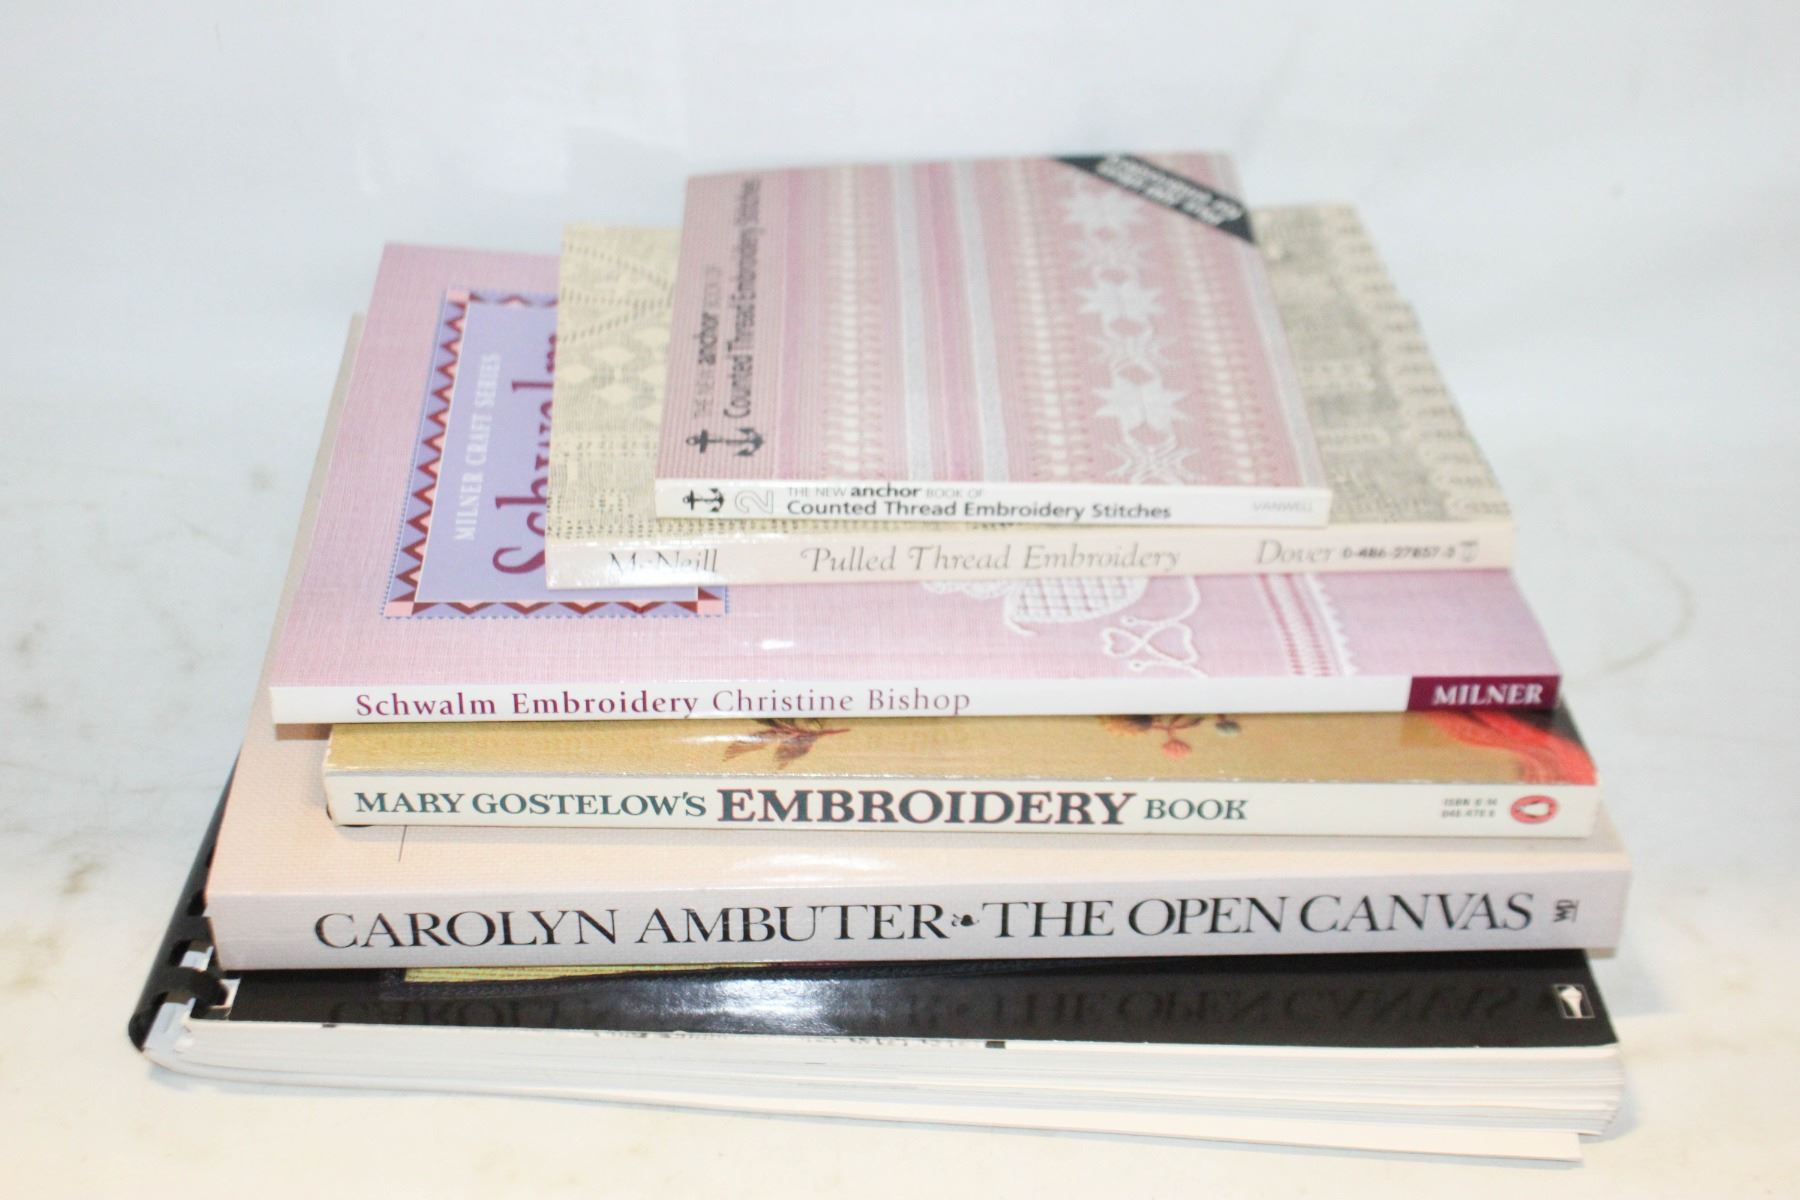 THE NEW anchor BOOK OF
Counted Thread Embroidery Stitches
2 THE NEW anchor BOOK OF
Counted Thread Embroidery Stitches
VANWELL
McNeill Pulled Thread Embroidery Dover 0-486-27857-3
MILNER CRAFT SERIES
Schwalm
Schwalm Embroidery Christine Bishop MILNER
MARY GOSTELOW'S EMBROIDERY BOOK
CAROLYN AMBUTER THE OPEN CANVAS